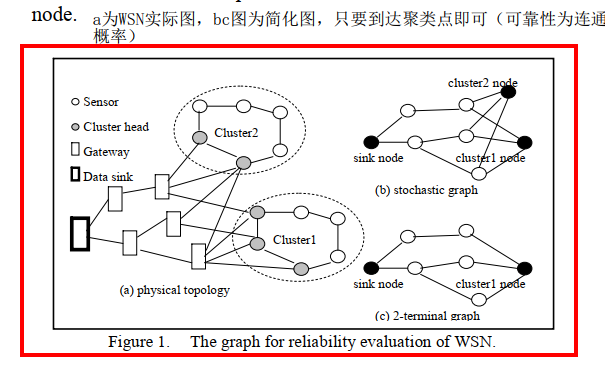 node. a为WSN实际图，bc图为简化图，只要到达聚类点即可（可靠性为连通
概率）
cluster2 node
Sensor
Cluster head
Cluster2
Gateway
sink node
cluster1 node
Data sink
(b) stochastic graph
Cluster1
sink node
cluster1 node
(a) physical topology
(c) 2-terminal graph
Figure 1. The graph for reliability evaluation of WSN.